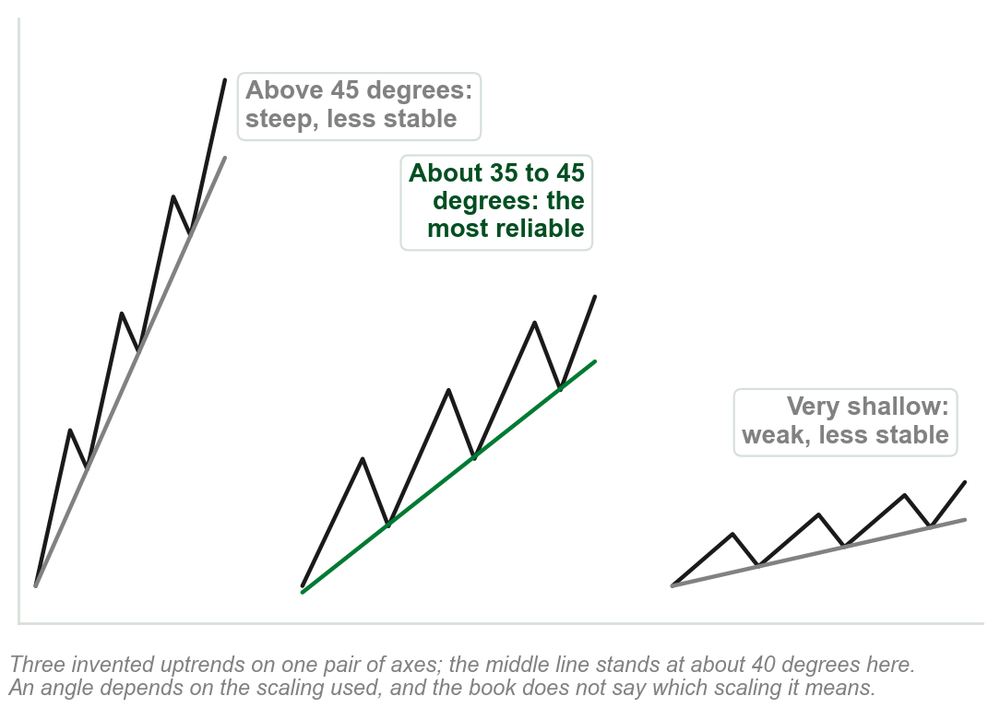 Above 45 degrees:
steep, less stable
About 35 to 45
degrees: the
most reliable
Very shallow:
weak, less stable
Three invented uptrends on one pair of axes; the middle line stands at about 40 degrees here.
An angle depends on the scaling used, and the book does not say which scaling it means.